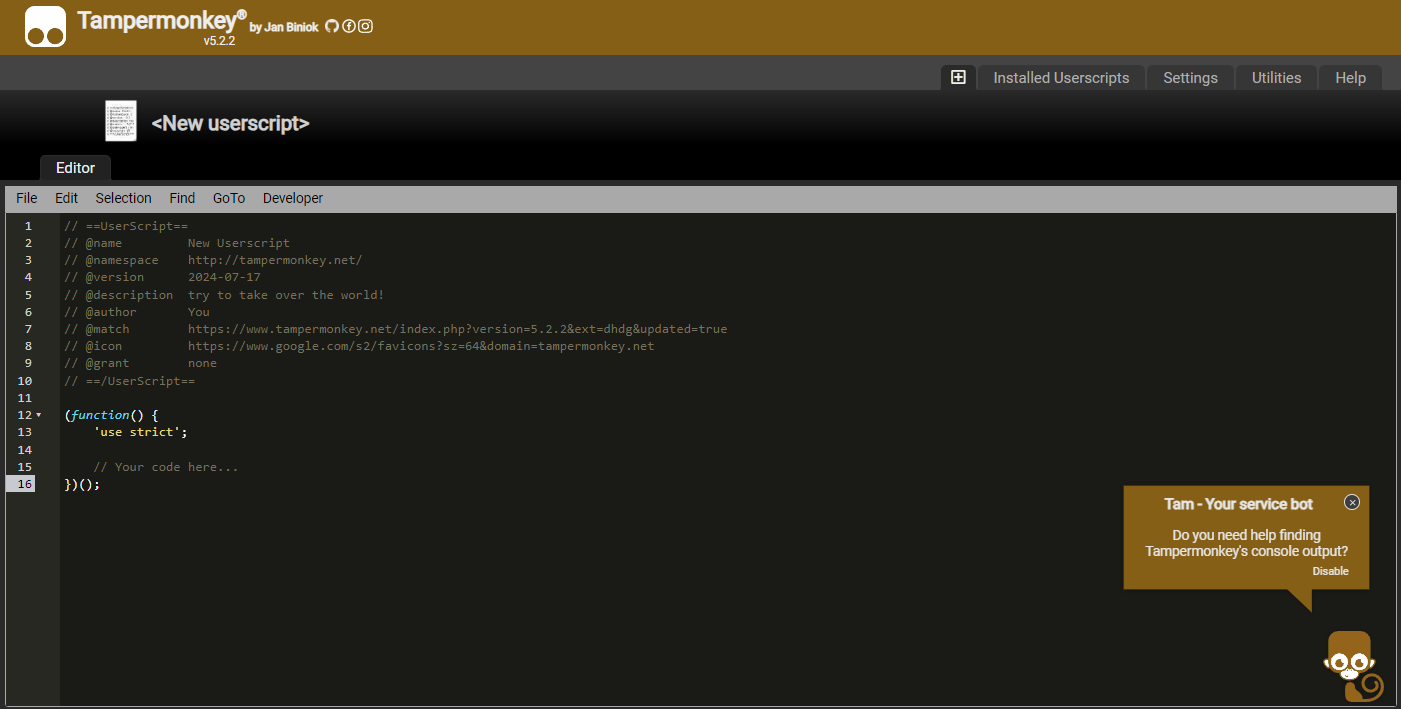 Tampermonkey® by Jan Biniok
v5.2.2
Installed Userscripts Settings Utilities Help
<New userscript>
Editor
File Edit Selection Find GoTo Developer
1 // ==UserScript==
2 // @name         New Userscript
3 // @namespace    http://tampermonkey.net/
4 // @version      2024-07-17
5 // @description  try to take over the world!
6 // @author       You
7 // @match        https://www.tampermonkey.net/index.php?version=5.2.2&ext=dhdg&updated=true
8 // @icon         https://www.google.com/s2/favicons?sz=64&domain=tampermonkey.net
9 // @grant        none
10 // ==/UserScript==
11
12 (function() {
13     'use strict';
14
15     // Your code here...
16 })();
Tam - Your service bot
Do you need help finding
Tampermonkey's console output?
Disable